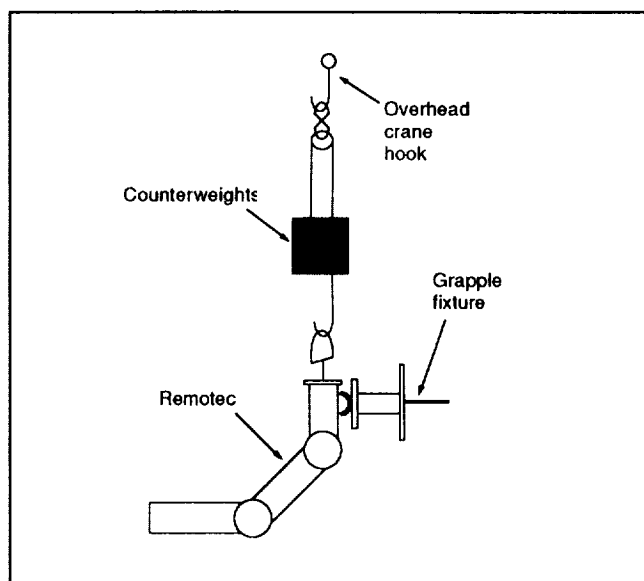 Overhead
crane
hook
Counterweights
Grapple
fixture
Remotec